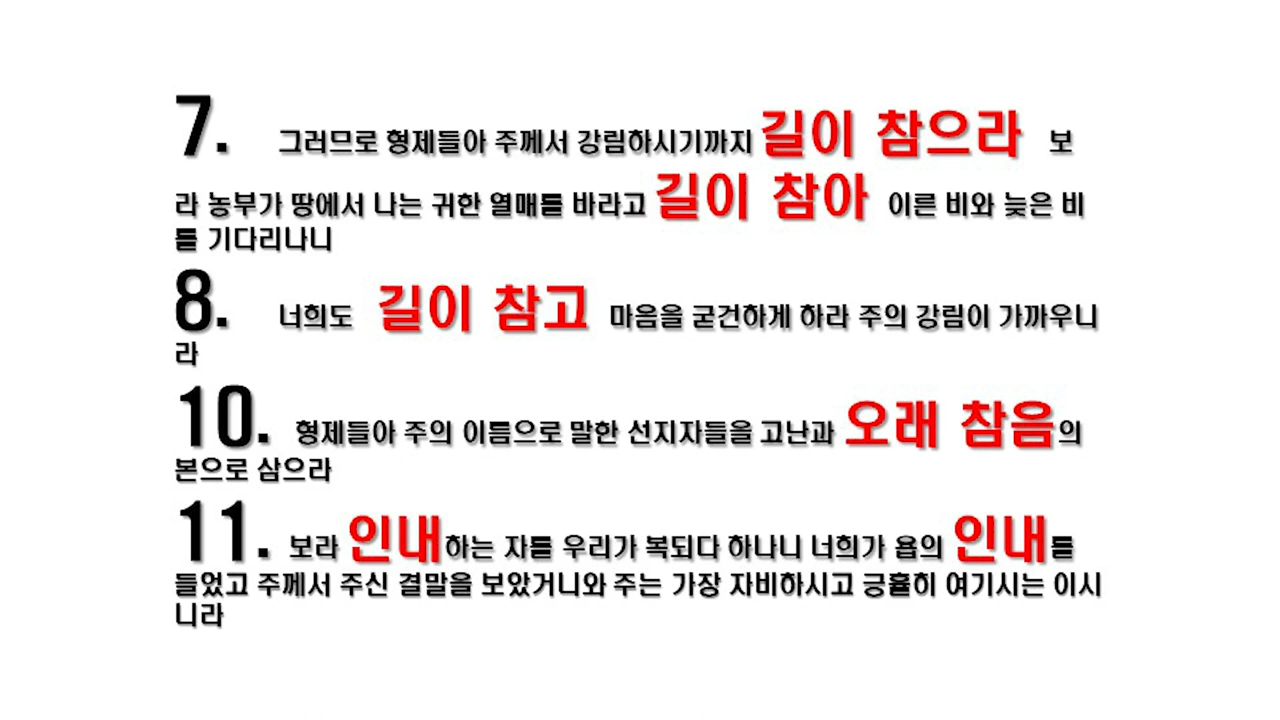 7. 그러므로 형제들아 주께서 강림하시기까지 길이 참으라 보
라 농부가 땅에서 나는 귀한 열매를 바라고 길이 참아 이른 비와 늦은 비
를 기다리나니
8. 너희도 길이 참고 마음을 굳건하게 하라 주의 강림이 가까우니
라
10. 형제들아 주의 이름으로 말한 선지자들을 고난과 오래 참음의
본으로 삼으라
11. 보라 인내하는 자를 우리가 복되다 하나니 너희가 욥의 인내를
들었고 주께서 주신 결말을 보았거니와 주는 가장 자비하시고 긍휼히 여기시는 이시
니라